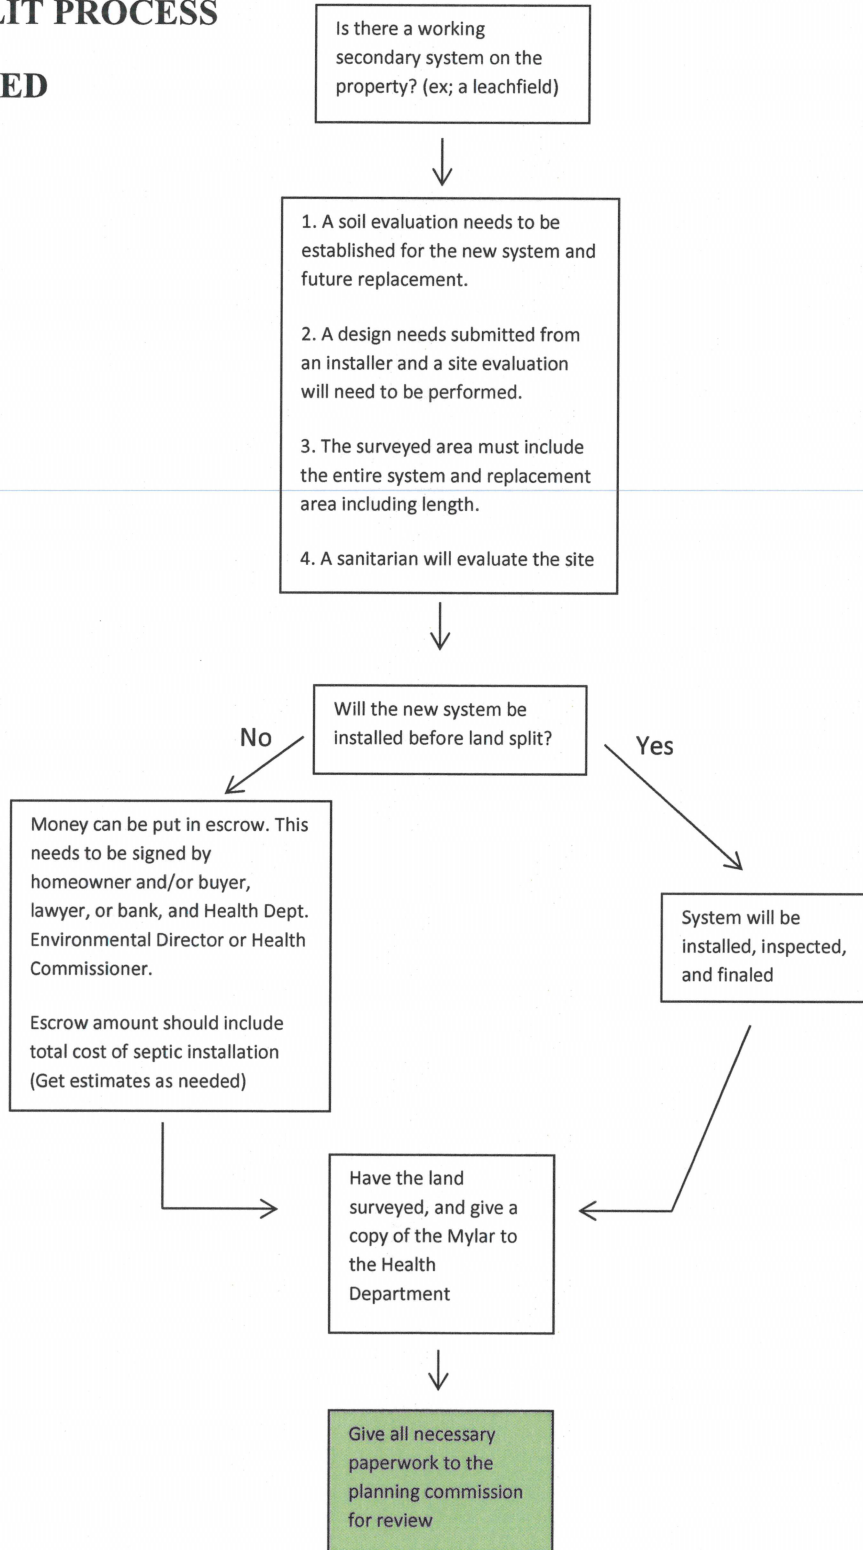 LIT PROCESS
ED
Is there a working
secondary system on the
property? (ex; a leachfield)
1. A soil evaluation needs to be
established for the new system and
future replacement.
2. A design needs submitted from
an installer and a site evaluation
will need to be performed.
3. The surveyed area must include
the entire system and replacement
area including length.
4. A sanitarian will evaluate the site
Will the new system be
installed before land split?
No
Yes
Money can be put in escrow. This
needs to be signed by
homeowner and/or buyer,
lawyer, or bank, and Health Dept.
Environmental Director or Health
Commissioner.
Escrow amount should include
total cost of septic installation
(Get estimates as needed)
System will be
installed, inspected,
and finaled
Have the land
surveyed, and give a
copy of the Mylar to
the Health
Department
Give all necessary
paperwork to the
planning commission
for review